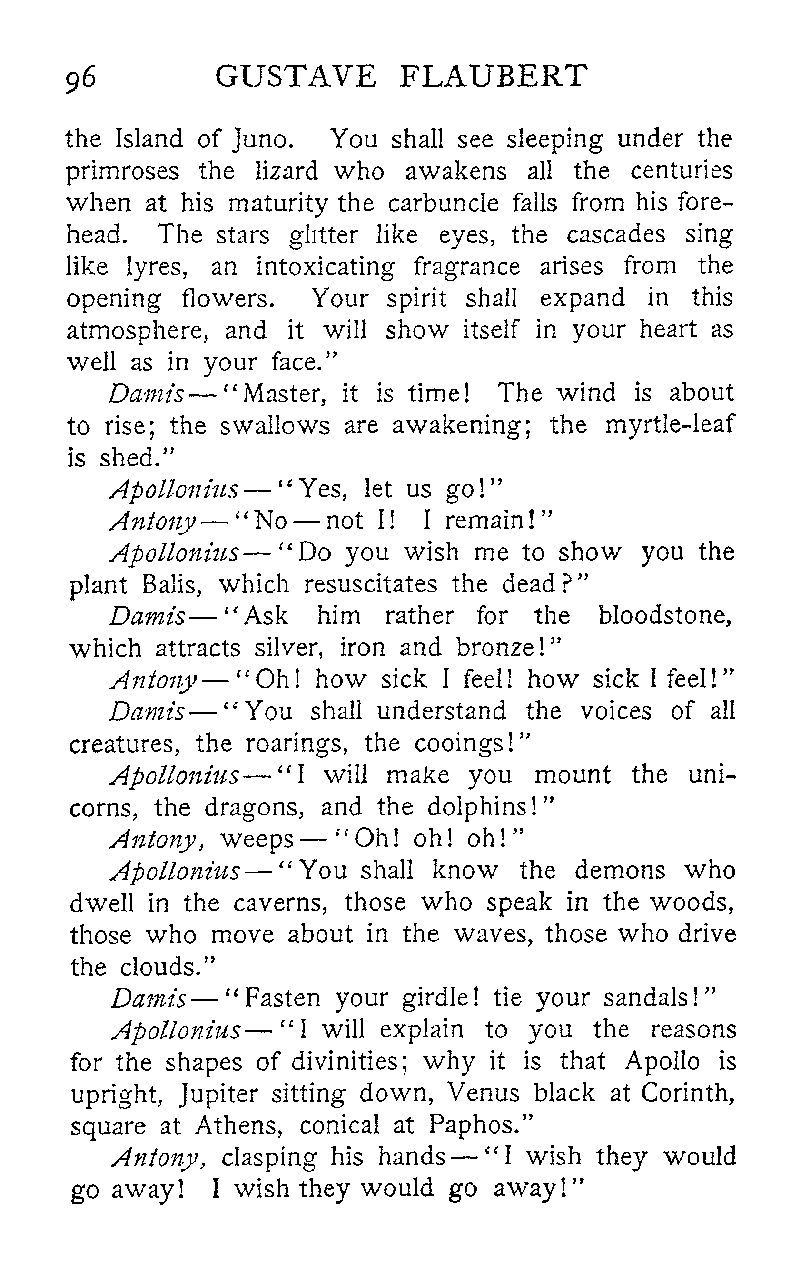 96 GUSTAVE FLAUBERT
the Island of Juno. You shall see sleeping under the
primroses the lizard who awakens all the centuries
when at his maturity the carbuncle falls from his fore-
head. The stars glitter like eyes, the cascades sing
like lyres, an intoxicating fragrance arises from the
opening flowers. Your spirit shall expand in this
atmosphere, and it will show itself in your heart as
well as in your face."
Damis—"Master, it is time! The wind is about
to rise; the swallows are awakening; the myrtle-leaf
is shed."
Apollonius—"Yes, let us go!"
Antony—"No—not I! I remain!"
Apollonius—"Do you wish me to show you the
plant Balis, which resuscitates the dead?"
Damis—"Ask him rather for the bloodstone,
which attracts silver, iron and bronze!"
Antony—"Oh! how sick I feel! how sick I feel!"
Damis—"You shall understand the voices of all
creatures, the roarings, the cooings!"
Apollonius—"I will make you mount the uni-
corns, the dragons, and the dolphins!"
Antony, weeps—"Oh! oh! oh!"
Apollonius—"You shall know the demons who
dwell in the caverns, those who speak in the woods,
those who move about in the waves, those who drive
the clouds."
Damis—"Fasten your girdle! tie your sandals!"
Apollonius—"I will explain to you the reasons
for the shapes of divinities; why it is that Apollo is
upright, Jupiter sitting down, Venus black at Corinth,
square at Athens, conical at Paphos."
Antony, clasping his hands—"I wish they would
go away! I wish they would go away!"